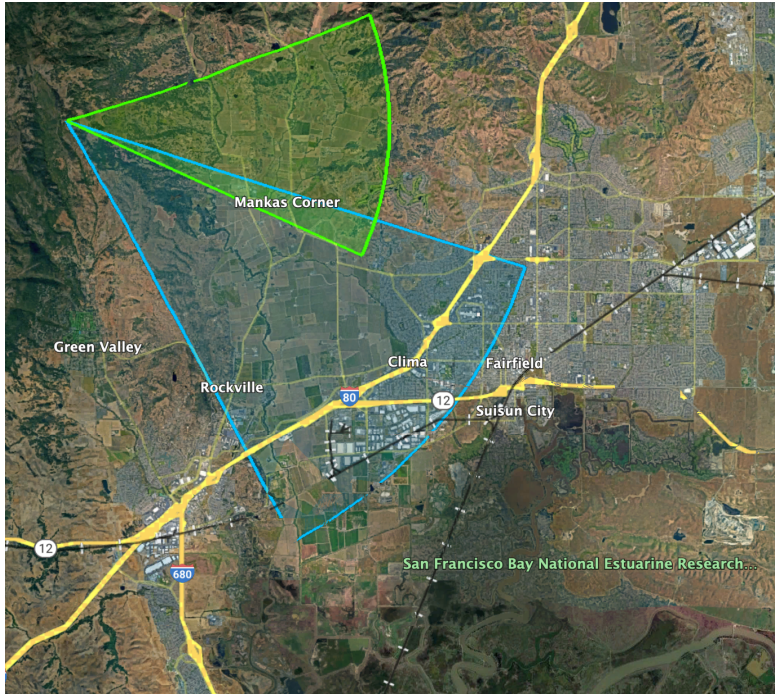 Mankas Corner
Green Valley
Clima
Fairfield
Rockville
80
12
Suisun City
12
San Francisco Bay National Estuarine Research...
680